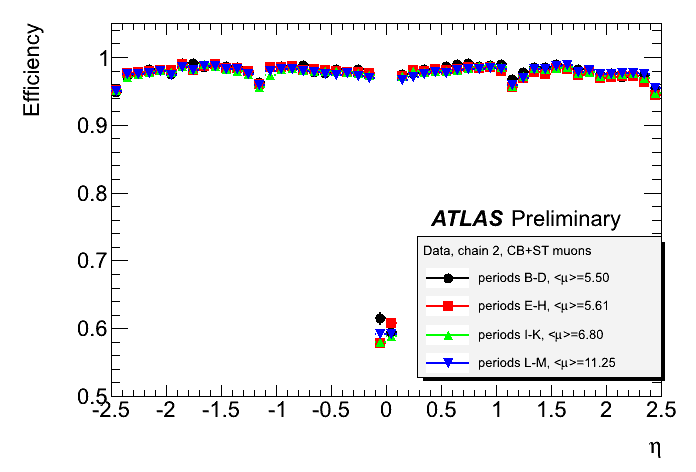 Efficiency
1
0.9
0.8
0.7
0.6
0.5
ATLAS Preliminary
Data, chain 2, CB+ST muons
periods B-D, <μ>=5.50
periods E-H, <μ>=5.61
periods I-K, <μ>=6.80
periods L-M, <μ>=11.25
-2.5 -2 -1.5 -1 -0.5 0 0.5 1 1.5 2 2.5
η